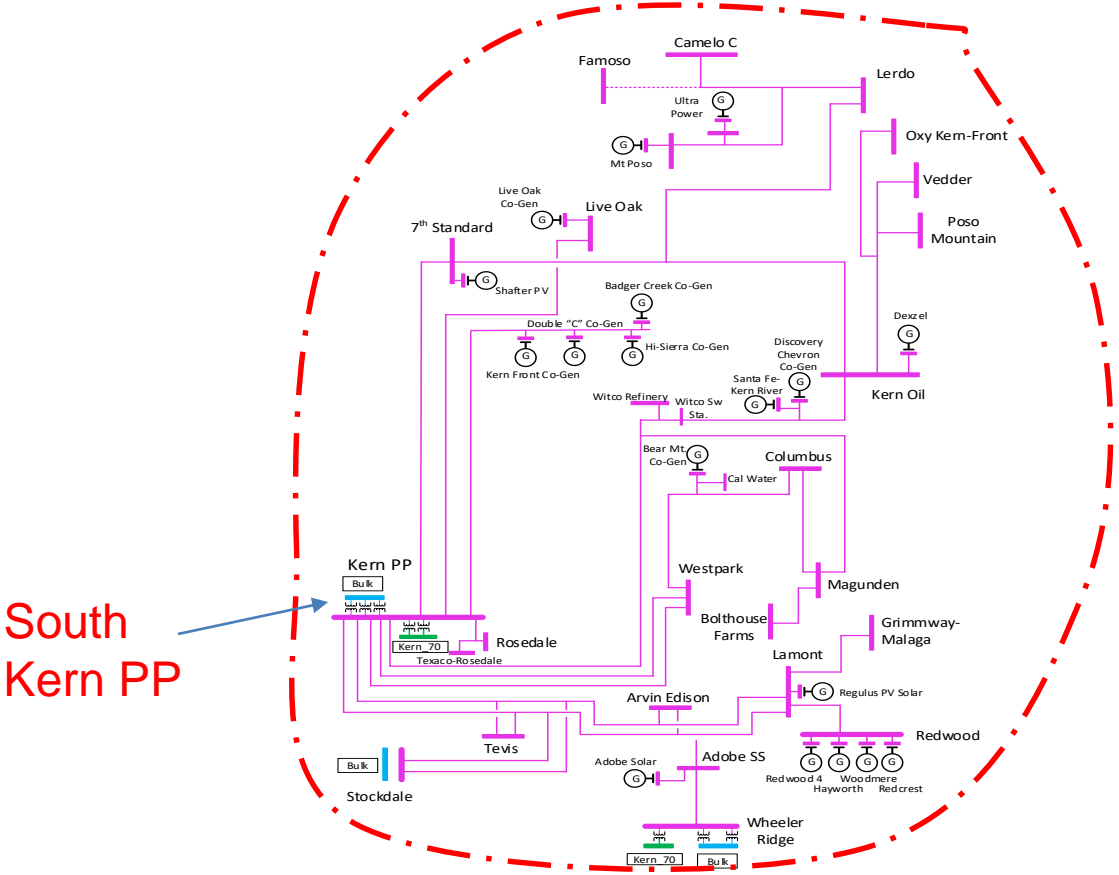 Camelo C
Famoso
Lerdo
Ultra
Power
G
Oxy Kern-Front
G
Mt Poso
Vedder
Live Oak
Co-Gen
G
Live Oak
Poso
Mountain
7th Standard
G
Shafter PV
Badger Creek Co-Gen
G
Double "C" Co-Gen
Dexzel
G
G
G
G
Hi-Sierra Co-Gen
Kern Front Co-Gen
Discovery
Chevron
Co-Gen
G
Santa Fe-
Kern River
G
Kern Oil
Witco Refinery
Witco Sw
Sta.
Bear Mt.
Co-Gen
G
Columbus
Cal Water
Kern PP
Bulk
Westpark
Magunden
South
Kern PP
Bolthouse
Farms
Grimmway-
Malaga
Kern_70
Rosedale
Texaco-Rosedale
Lamont
G
Regulus PV Solar
Arvin Edison
Tevis
Redwood
Bulk
Stockdale
Adobe Solar
G
Adobe SS
G
G
G
G
Redwood 4
Woodmere
Hayworth
Redcrest
Wheeler
Ridge
Kern_70
Bulk